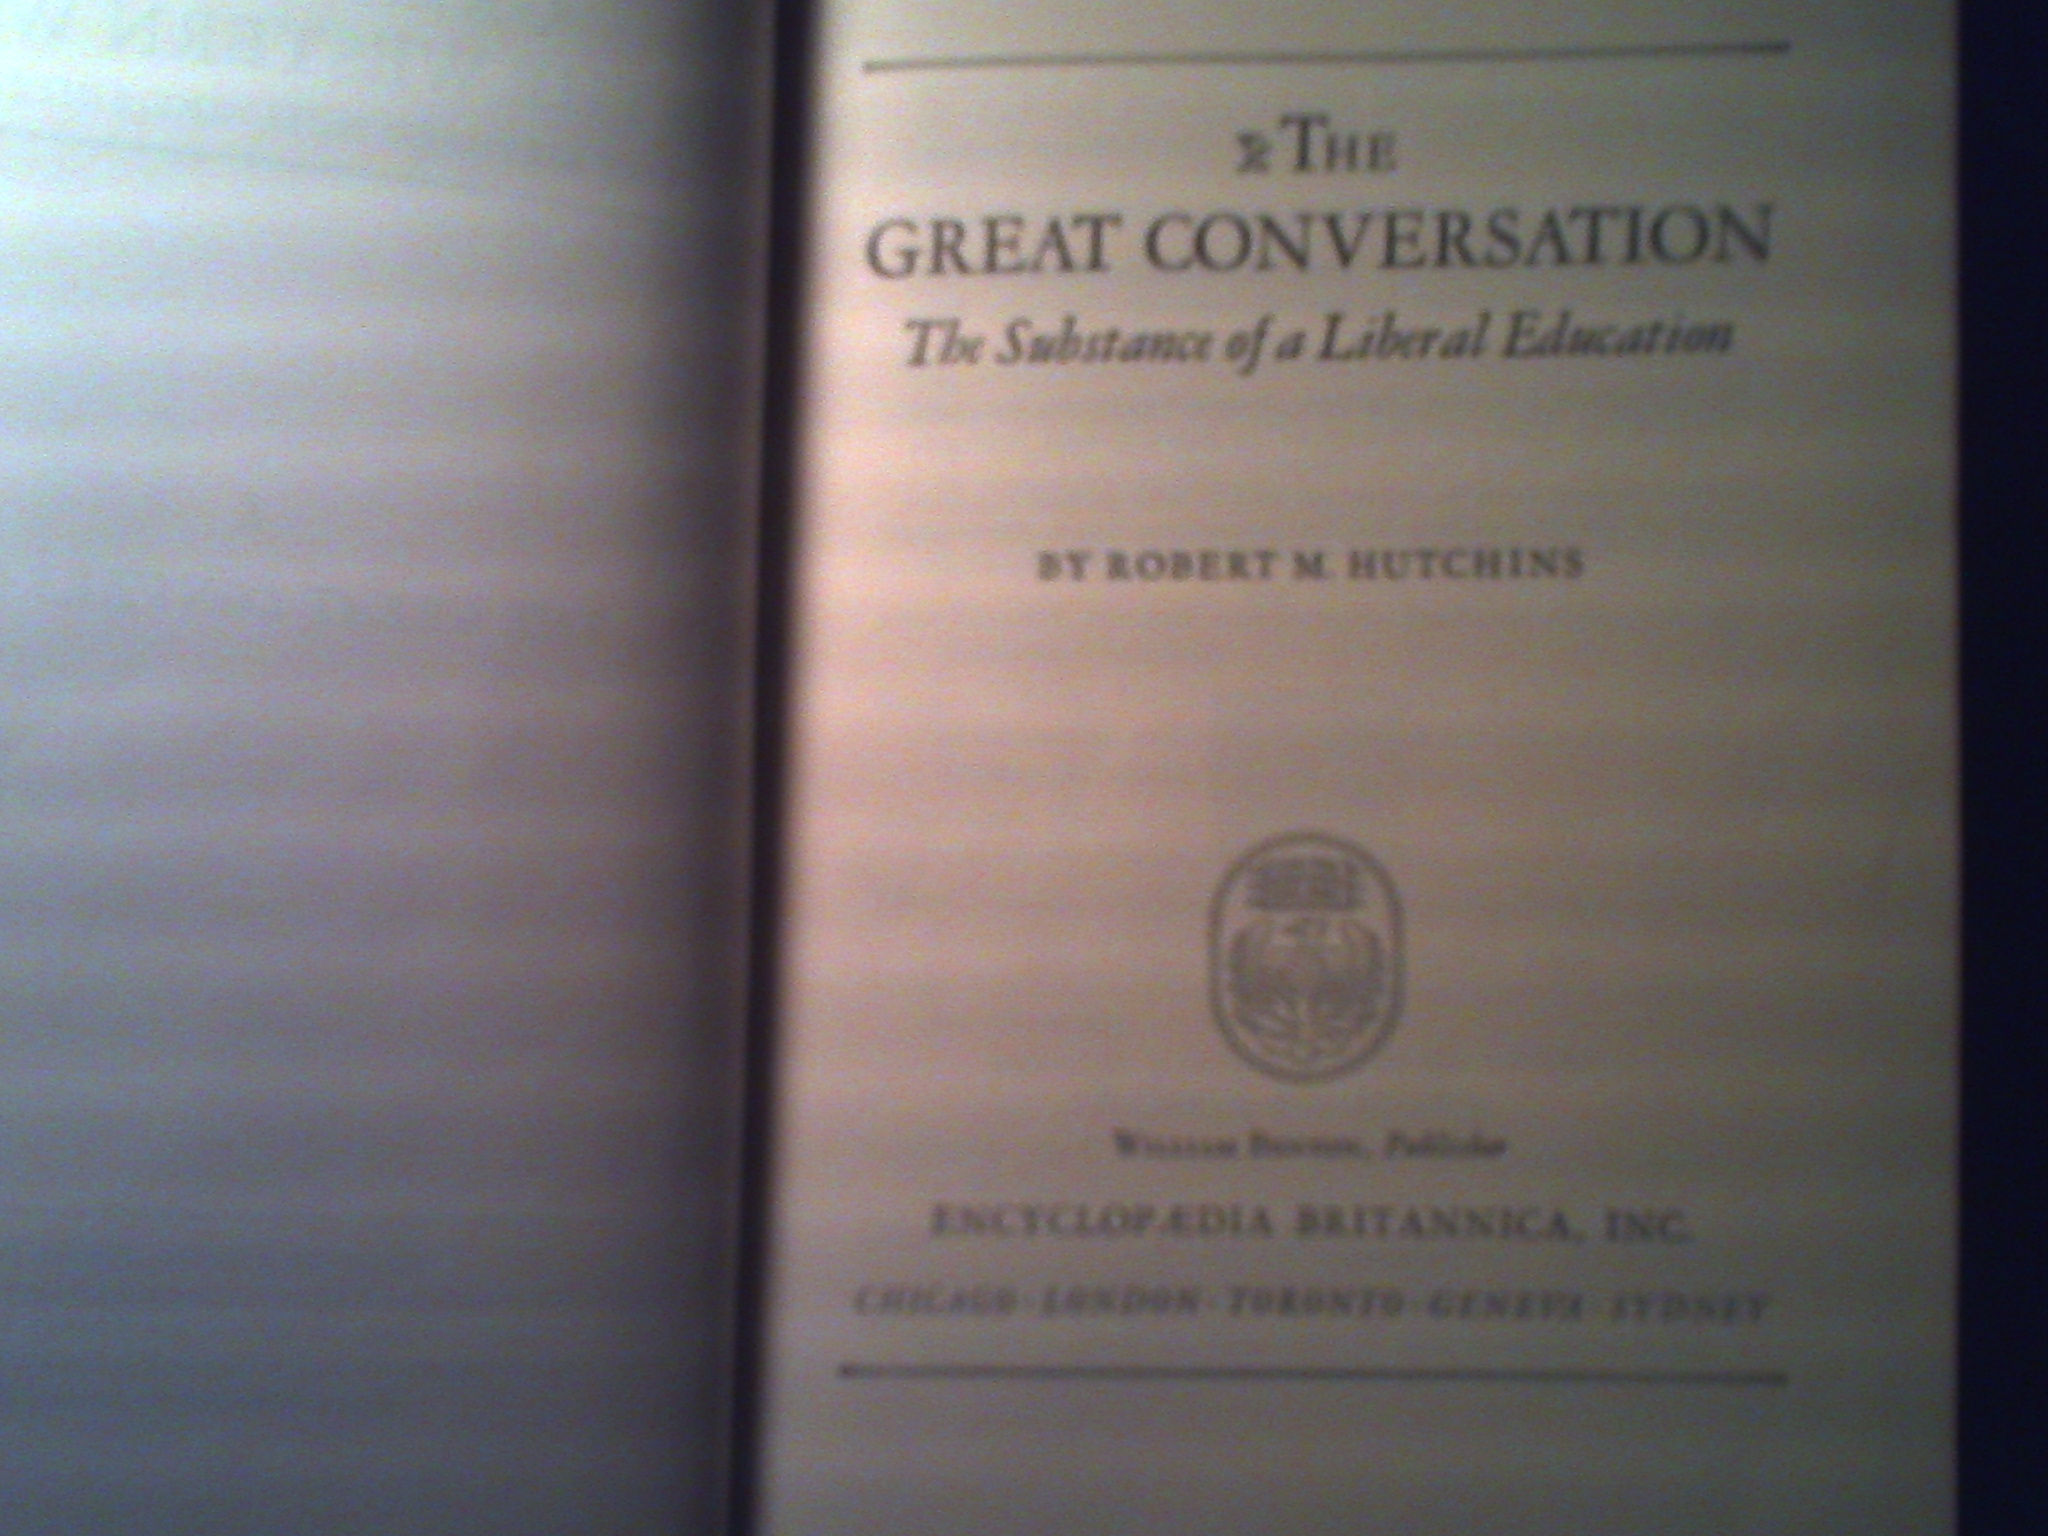 THE
GREAT CONVERSATION
The Substance of a Liberal Education
BY ROBERT M. HUTCHINS
WILLIAM BENTON, Publisher
ENCYCLOPÆDIA BRITANNICA, INC.
CHICAGO · LONDON · TORONTO · GENEVA · SYDNEY